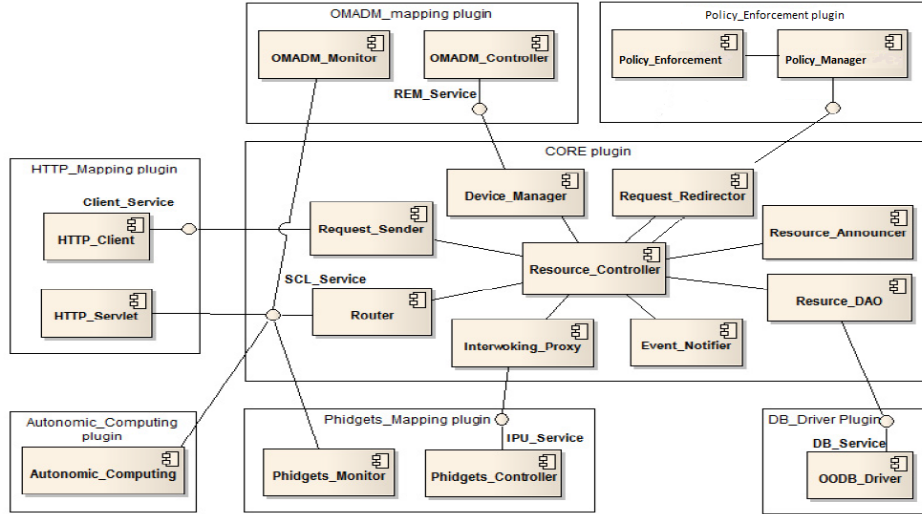 OMADM_mapping plugin
Policy_Enforcement plugin
OMADM_Monitor
OMADM_Controller
Policy_Enforcement
Policy_Manager
REM_Service
CORE plugin
HTTP_Mapping plugin
Client_Service
Device_Manager
Request_Redirector
HTTP_Client
Request_Sender
Resource_Announcer
Resource_Controller
SCL_Service
HTTP_Servlet
Router
Resurce_DAO
Interwoking_Proxy
Event_Notifier
Autonomic_Computing
plugin
Phidgets_Mapping plugin
DB_Driver Plugin
IPU_Service
DB_Service
Autonomic_Computing
Phidgets_Monitor
Phidgets_Controller
OODB_Driver